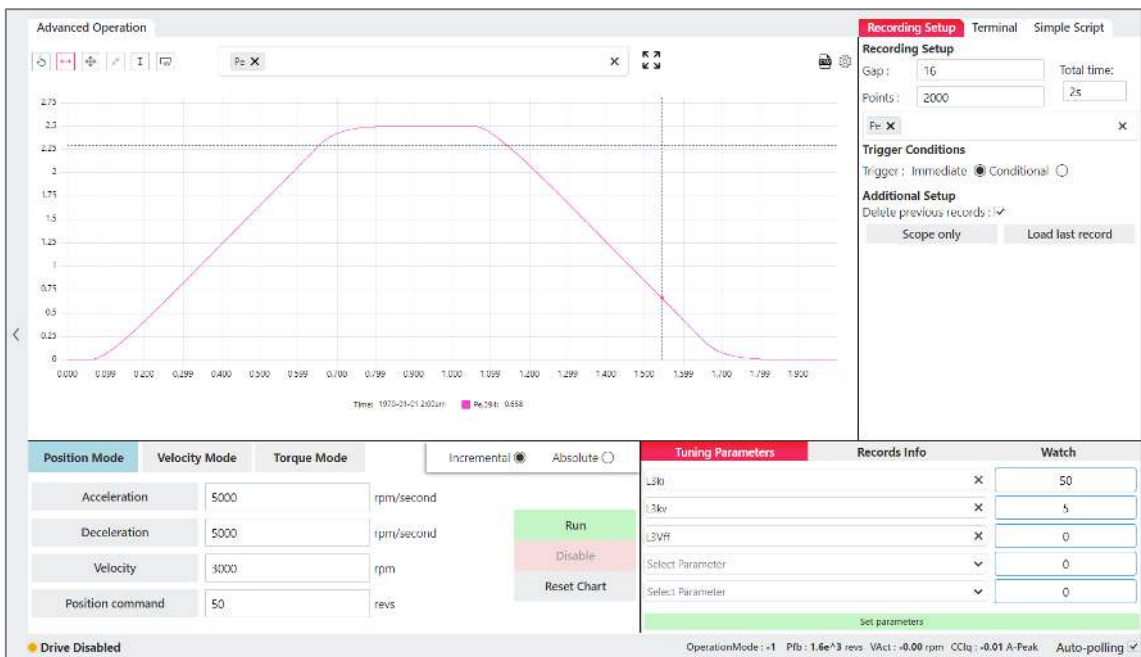 Advanced Operation
Recording Setup Terminal Simple Script
Pe X
Recording Setup
Gap: 16 Total time:
Points: 2000 2s
Pe X
Trigger Conditions
Trigger: Immediate Conditional
Additional Setup
Delete previous records:
Scope only Load last record
2.75
2.5
2.25
2
1.75
1.5
1.25
1
0.75
0.5
0.25
0
0.000 0.099 0.200 0.299 0.400 0.500 0.599 0.700 0.799 0.900 1.000 1.099 1.200 1.299 1.400 1.500 1.599 1.700 1.799 1.900
Time: 1970-01-01 2:00am Pe,394: 0.658
Position Mode Velocity Mode Torque Mode Incremental Absolute
Acceleration 5000 rpm/second
Deceleration 5000 rpm/second
Velocity 3000 rpm
Position command 50 revs
Run
Disable
Reset Chart
Tuning Parameters Records Info Watch
L3ki 50
L3kv 5
L3Vff 0
Select Parameter 0
Select Parameter 0
Set parameters
Drive Disabled
OperationMode: -1 Pfb: 1.6e^3 revs VAct: -0.00 rpm CCIq: -0.01 A-Peak Auto-polling